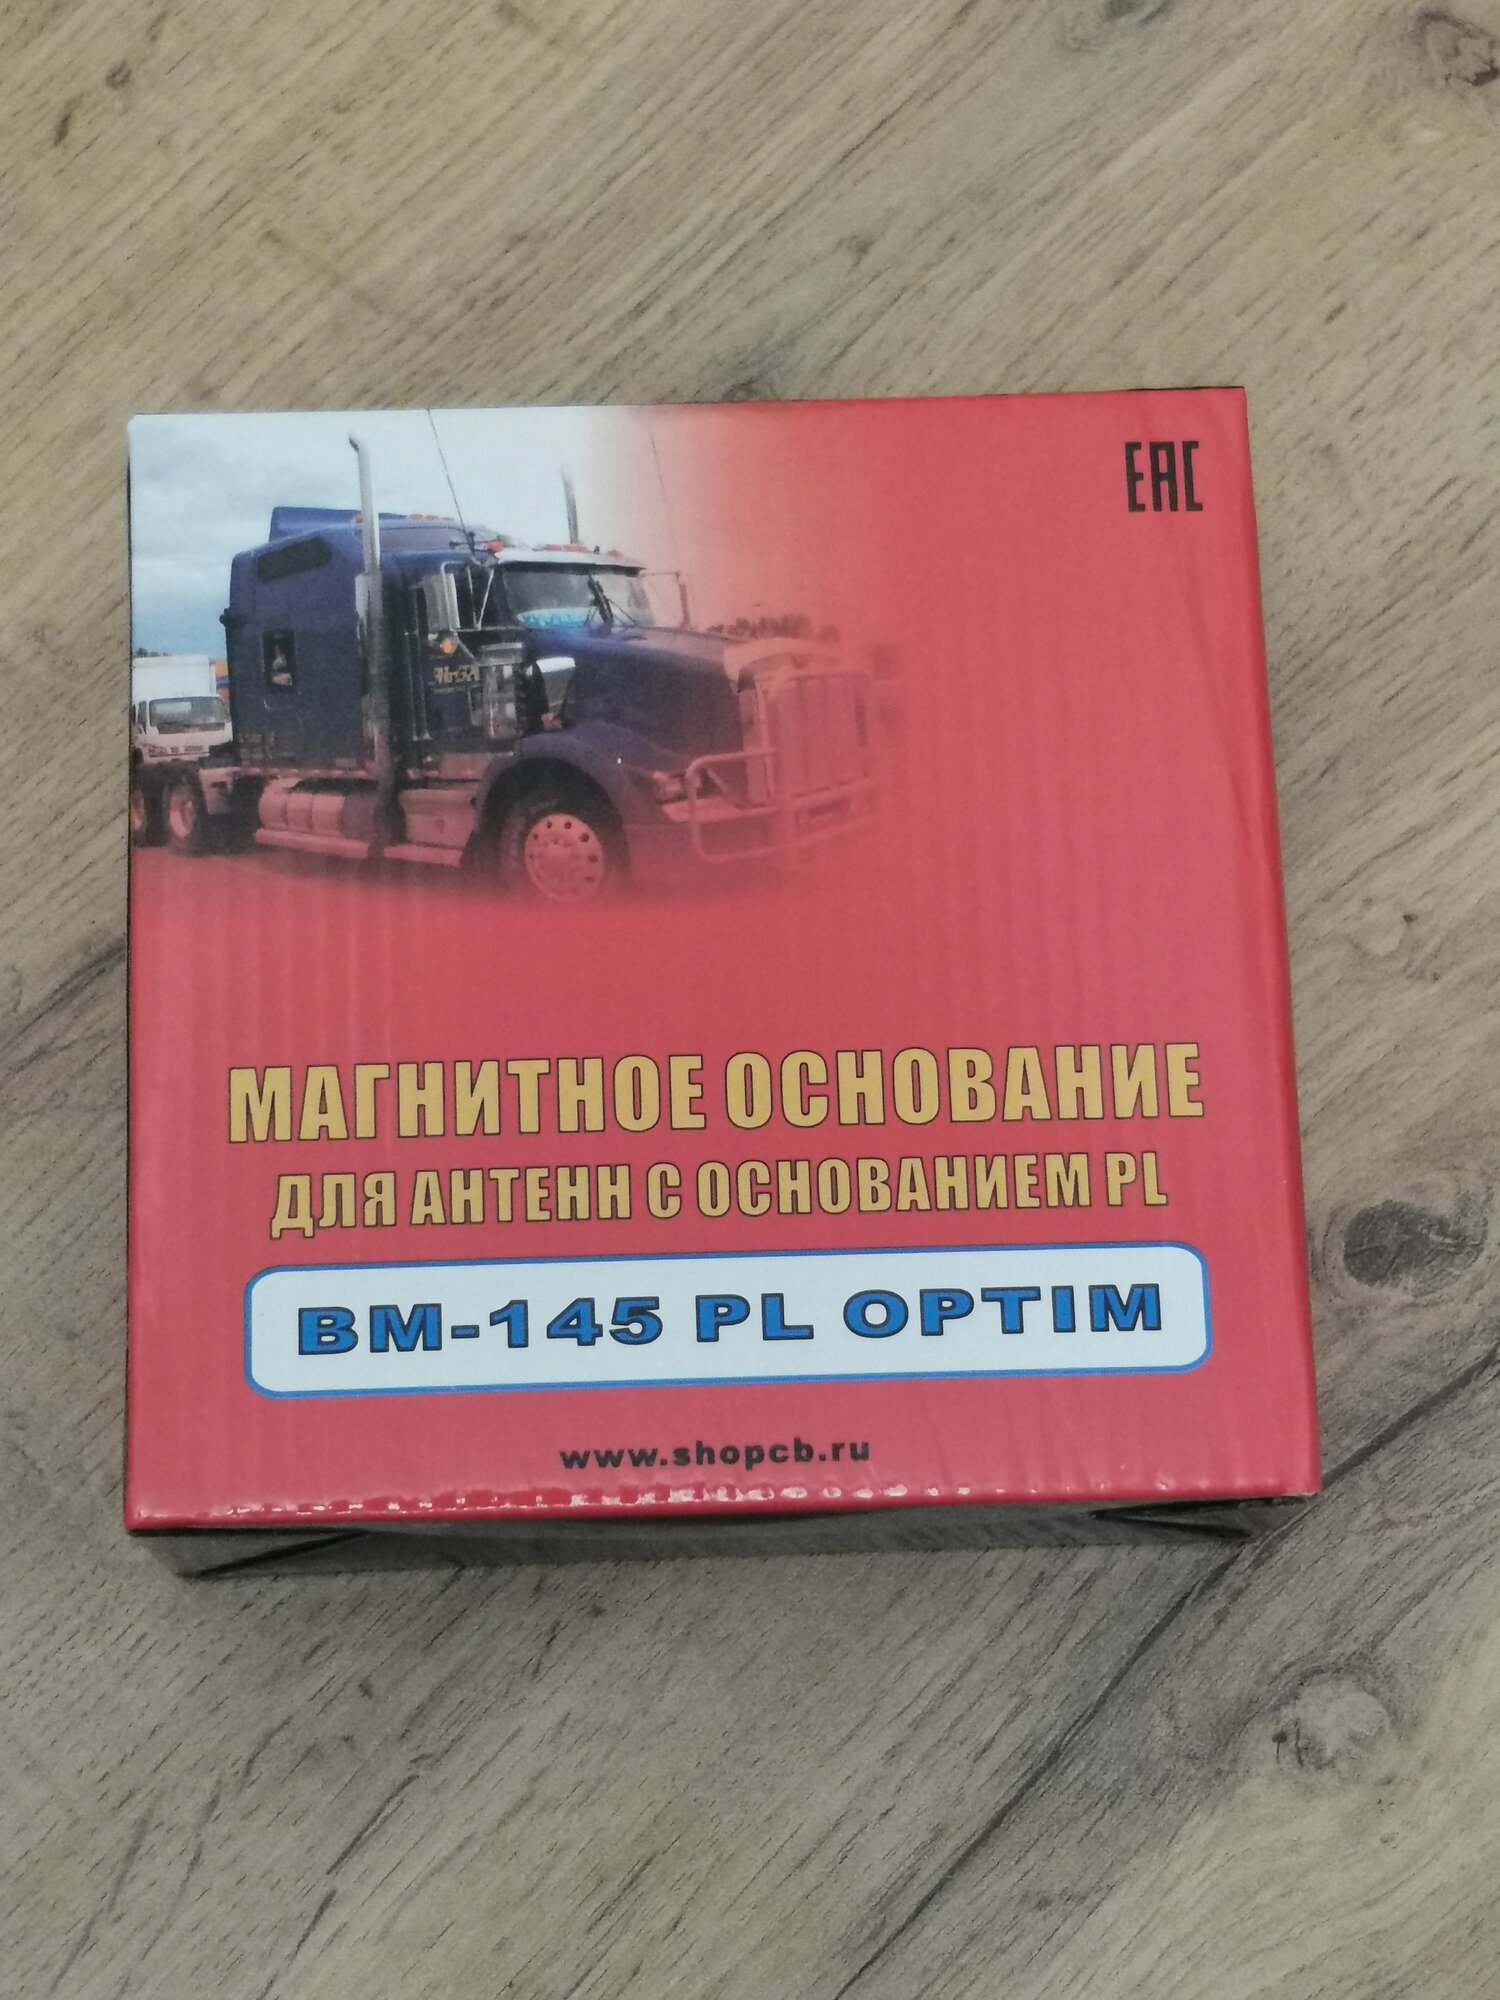 EAC
МАГНИТНОЕ ОСНОВАНИЕ
ДЛЯ АНТЕНН С ОСНОВАНИЕМ PL
BM-145 PL OPTIM
www.shopcb.ru